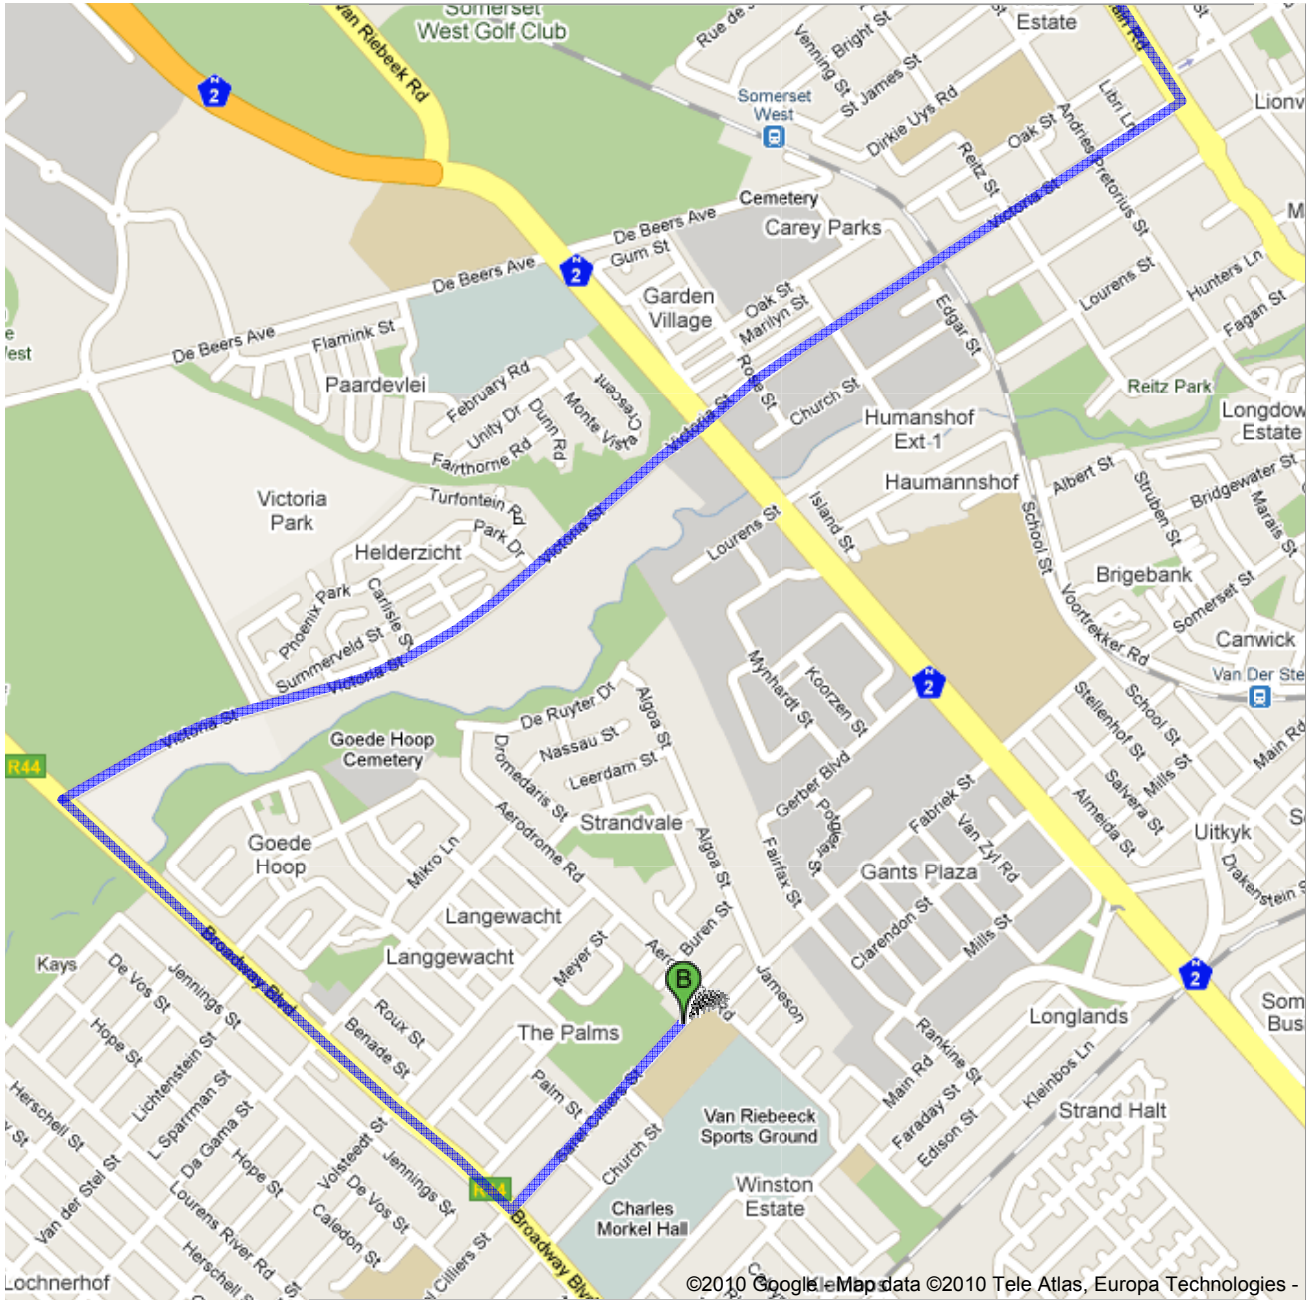 Somerset
West Golf Club
Van Riebeek Rd
N
2
Rue de
Venning St
Bright St
St James St
Estate
Main Rd
St
Somerset
West
Dirkie Uys Rd
Libri Ln
Lionv
Oak St
Andries Pretorius St
Reitz St
Victoria St
Cemetery
De Beers Ave
Carey Parks
Gum St
N
2
De Beers Ave
Garden
Village
Oak St
Marilyn St
Edgar St
Lourens St
Hunters Ln
Fagan St
De Beers Ave
Flamink St
e
West
Paardevlei
February Rd
Unity Dr
Dunn Rd
Monte Vista
Crescent
Fairthorne Rd
Rose St
Church St
Victoria St
Humanshof
Ext 1
Reitz Park
Longdow
Estate
Haumannshof
Albert St
Bridgewater St
Struben St
Marais St
Victoria
Park
Turfontein Rd
Park Dr
Helderzicht
Victoria St
Lourens St
Island St
School St
Brigebank
Somerset St
Voortrekker Rd
Canwick
Van Der Ste
Phoenix Park
Carlisle St
Summerveld St
Victoria St
Victoria St
Mynhardt St
Koorzen St
N
2
De Ruyter Dr
Algoa St
Nassau St
Leerdam St
Dromedaris St
Goede Hoop
Cemetery
R44
Gerber Blvd
Potgieter St
Fabriek St
Stellenhof St
School St
Mills St
Salvera St
Almeida St
Main Rd
Uitkyk
Drakenstein S
Goede
Hoop
Mikro Ln
Aerodrome Rd
Strandvale
Algoa St
Fairfax St
Gants Plaza
Van Zyl Rd
Clarendon St
Mills St
Langewacht
Langgewacht
Meyer St
Buren St
Jameson
Kays
De Vos St
Jennings St
Broadway Blvd
B
Rd
N
2
Hope St
Roux St
Benade St
The Palms
Longlands
Som
Bus
Rankine St
Main Rd
Kleinbos Ln
Lichtenstein St
L Sparrman St
Da Gama St
Herschell St
Palm St
Faraday St
Edison St
Strand Halt
Van Riebeeck
Sports Ground
Church St
Volstedt St
Jennings St
Hope St
De Vos St
Van der Stel St
Lourens River Rd
Caledon St
Herschell S
Winston
Estate
Charles
Morkel Hall
Broadway Blvd
l Cilliers St
Lochnerhof
©2010 Google - Map data ©2010 Tele Atlas, Europa Technologies -